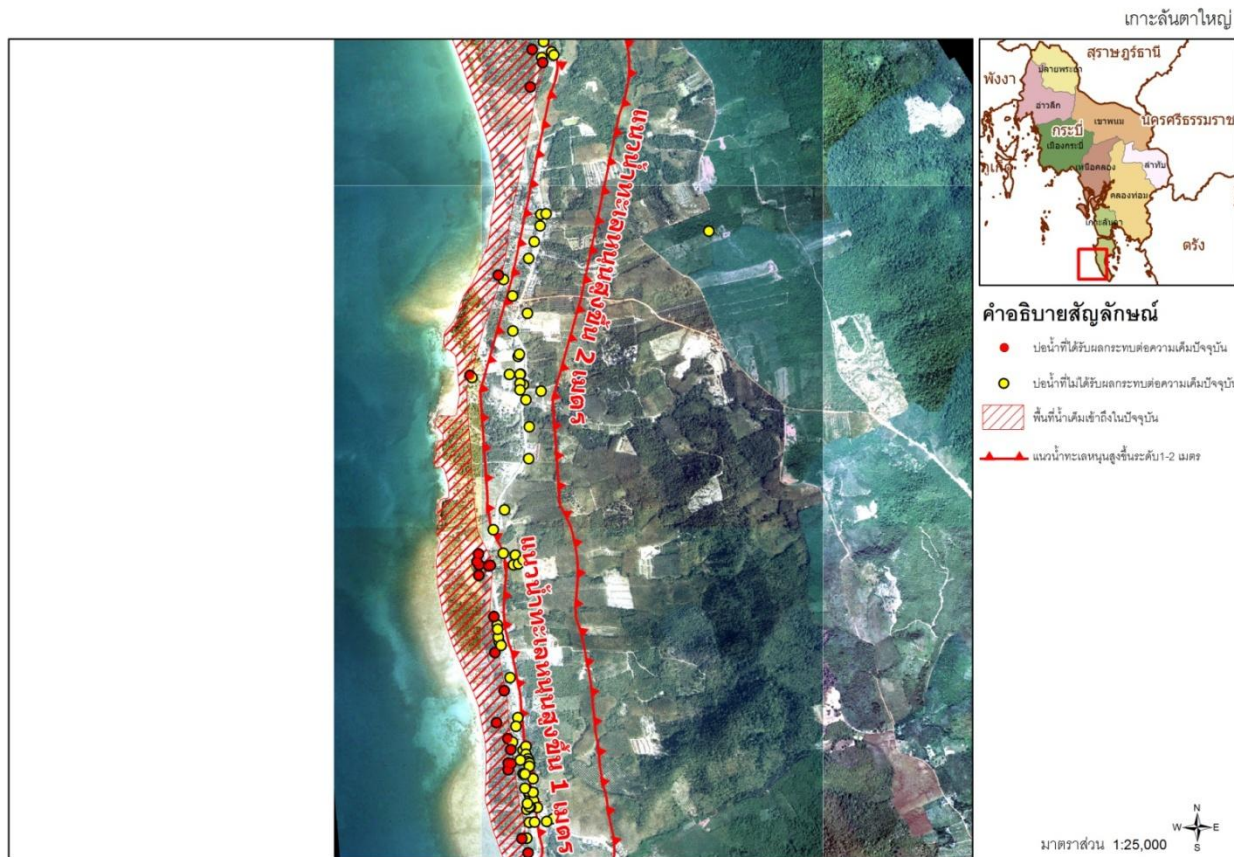 เกาะลันตาใหญ่
สุราษฎร์ธานี
พังงา
ปลายพระยา
อ่าวลึก
เขาพนม
นครศรีธรรมราช
กระบี่
เมืองกระบี่
ลำทับ
ภูเก็ต
เหนือคลอง
คลองท่อม
เกาะลันตา
ตรัง
แนวน้ำทะเลหนุนสูงขึ้น 2 เมตร
แนวน้ำทะเลหนุนสูงขึ้น 1 เมตร
คำอธิบายสัญลักษณ์
บ่อน้ำที่ได้รับผลกระทบต่อความเค็มปัจจุบัน
บ่อน้ำที่ไม่ได้รับผลกระทบต่อความเค็มปัจจุบัน
พื้นที่น้ำเค็มเข้าถึงในปัจจุบัน
แนวน้ำทะเลหนุนสูงขึ้นระดับ1-2 เมตร
N
W E
S
มาตราส่วน 1:25,000